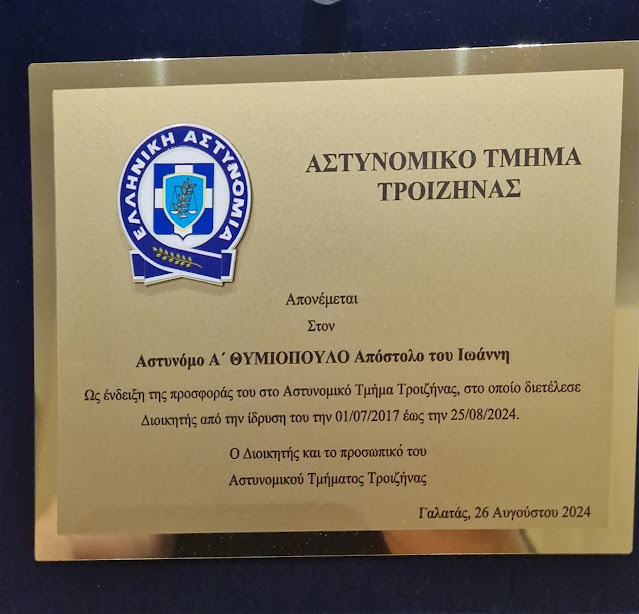 ΕΛΛΗΝΙΚΗ ΑΣΤΥΝΟΜΙΑ
ΑΣΤΥΝΟΜΙΚΟ ΤΜΗΜΑ
ΤΡΟΙΖΗΝΑΣ
Απονέμεται
Στον
Αστυνόμο Α΄ ΘΥΜΙΟΠΟΥΛΟ Απόστολο του Ιωάννη
Ως ένδειξη της προσφοράς του στο Αστυνομικό Τμήμα Τροιζήνας, στο οποίο διετέλεσε
Διοικητής από την ίδρυση του την 01/07/2017 έως την 25/08/2024.
Ο Διοικητής και το προσωπικό του
Αστυνομικού Τμήματος Τροιζήνας
Γαλατάς, 26 Αυγούστου 2024